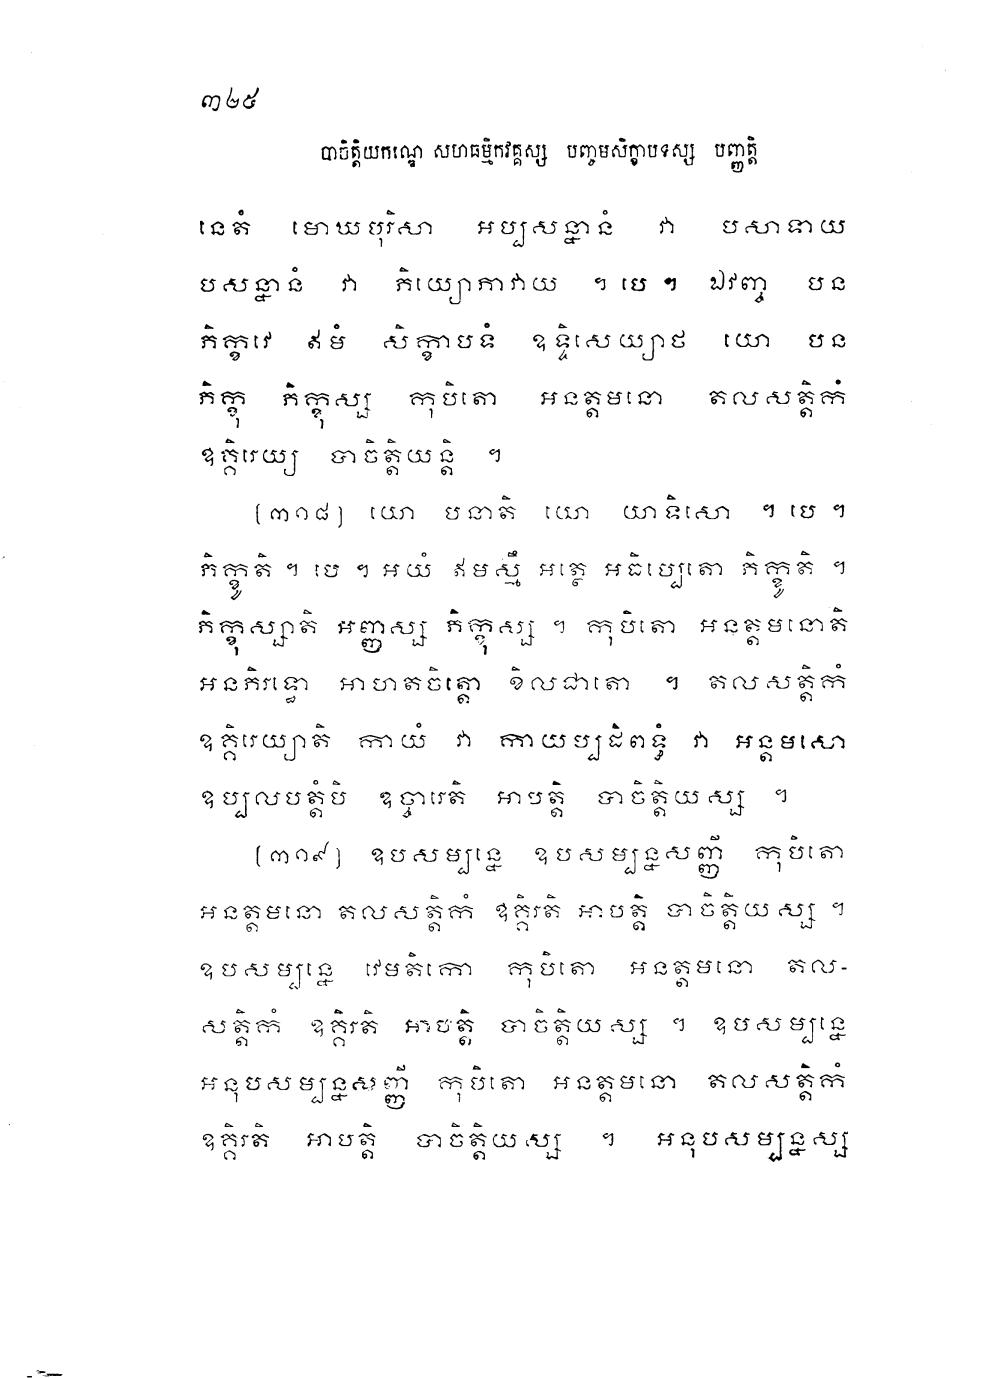 ៣២៥
បាចិត្តិយកណ្ឌេ សហធម្មិកវគ្គស្ស បញ្ចមសិក្ខាបទស្ស បញ្ញត្តិ
នេតំ មោឃបុរិសា អប្បសន្នានំ វា បសាទាយ
បសន្នានំ វា ភិយ្យោភាវាយ ។ បេ ។ ឯវញ្ច បន
ភិក្ខវេ ឥមំ សិក្ខាបទំ ឧទ្ទិសេយ្យាថ យោ បន
ភិក្ខុ ភិក្ខុស្ស កុបិតោ អនត្តមនោ តលសត្តិកំ
ឧគ្គិរេយ្យ បាចិត្តិយន្តិ ។
[៣១៨] យោ បនាតិ យោ យាទិសោ ។ បេ ។
ភិក្ខូតិ ។ បេ ។ អយំ ឥមស្មឹ អត្ថេ អធិប្បេតោ ភិក្ខូតិ ។
ភិក្ខុស្សាតិ អញ្ញស្ស ភិក្ខុស្ស ។ កុបិតោ អនត្តមនោតិ
អនភិរទ្ធោ អាហតចិត្តោ ខិលជាតោ ។ តលសត្តិកំ
ឧគ្គិរេយ្យាតិ កាយំ វា កាយប្បដិពទ្ធំ វា អន្តមសោ
ឧប្បលបត្តំបិ ឧច្ចារេតិ អាបត្តិ បាចិត្តិយស្ស ។
[៣១៩] ឧបសម្បន្នេ ឧបសម្បន្នសញ្ញី កុបិតោ
អនត្តមនោ តលសត្តិកំ ឧគ្គិរតិ អាបត្តិ បាចិត្តិយស្ស ។
ឧបសម្បន្នេ វេមតិកោ កុបិតោ អនត្តមនោ តល-
សត្តិកំ ឧគ្គិរតិ អាបត្តិ បាចិត្តិយស្ស ។ ឧបសម្បន្នេ
អនុបសម្បន្នសញ្ញី កុបិតោ អនត្តមនោ តលសត្តិកំ
ឧគ្គិរតិ អាបត្តិ បាចិត្តិយស្ស ។ អនុបសម្បន្នស្ស